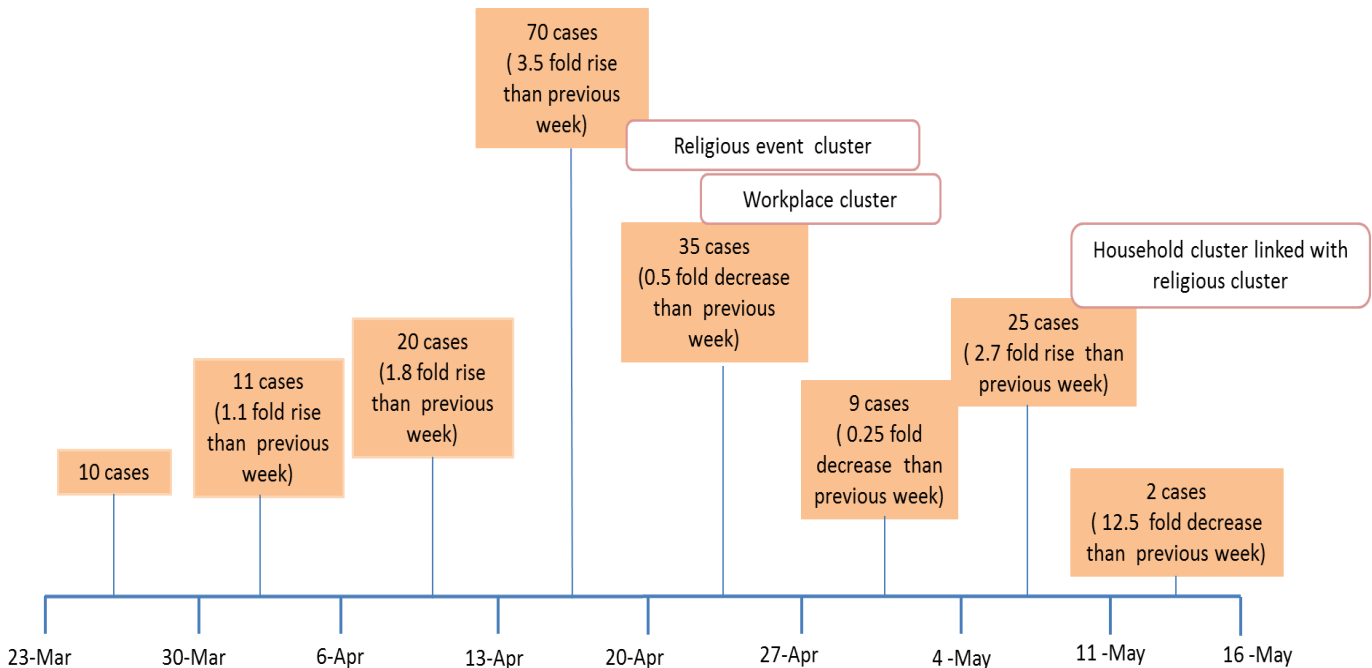 70 cases
( 3.5 fold rise
than previous
week)
Religious event cluster
Workplace cluster
35 cases
(0.5 fold decrease
than previous
week)
Household cluster linked with
religious cluster
25 cases
( 2.7 fold rise than
previous week)
20 cases
(1.8 fold rise
than previous
week)
11 cases
(1.1 fold rise
than previous
week)
9 cases
( 0.25 fold
decrease than
previous week)
10 cases
2 cases
( 12.5 fold decrease
than previous week)
23-Mar
30-Mar
6-Apr
13-Apr
20-Apr
27-Apr
4 -May
11-May
16 -May